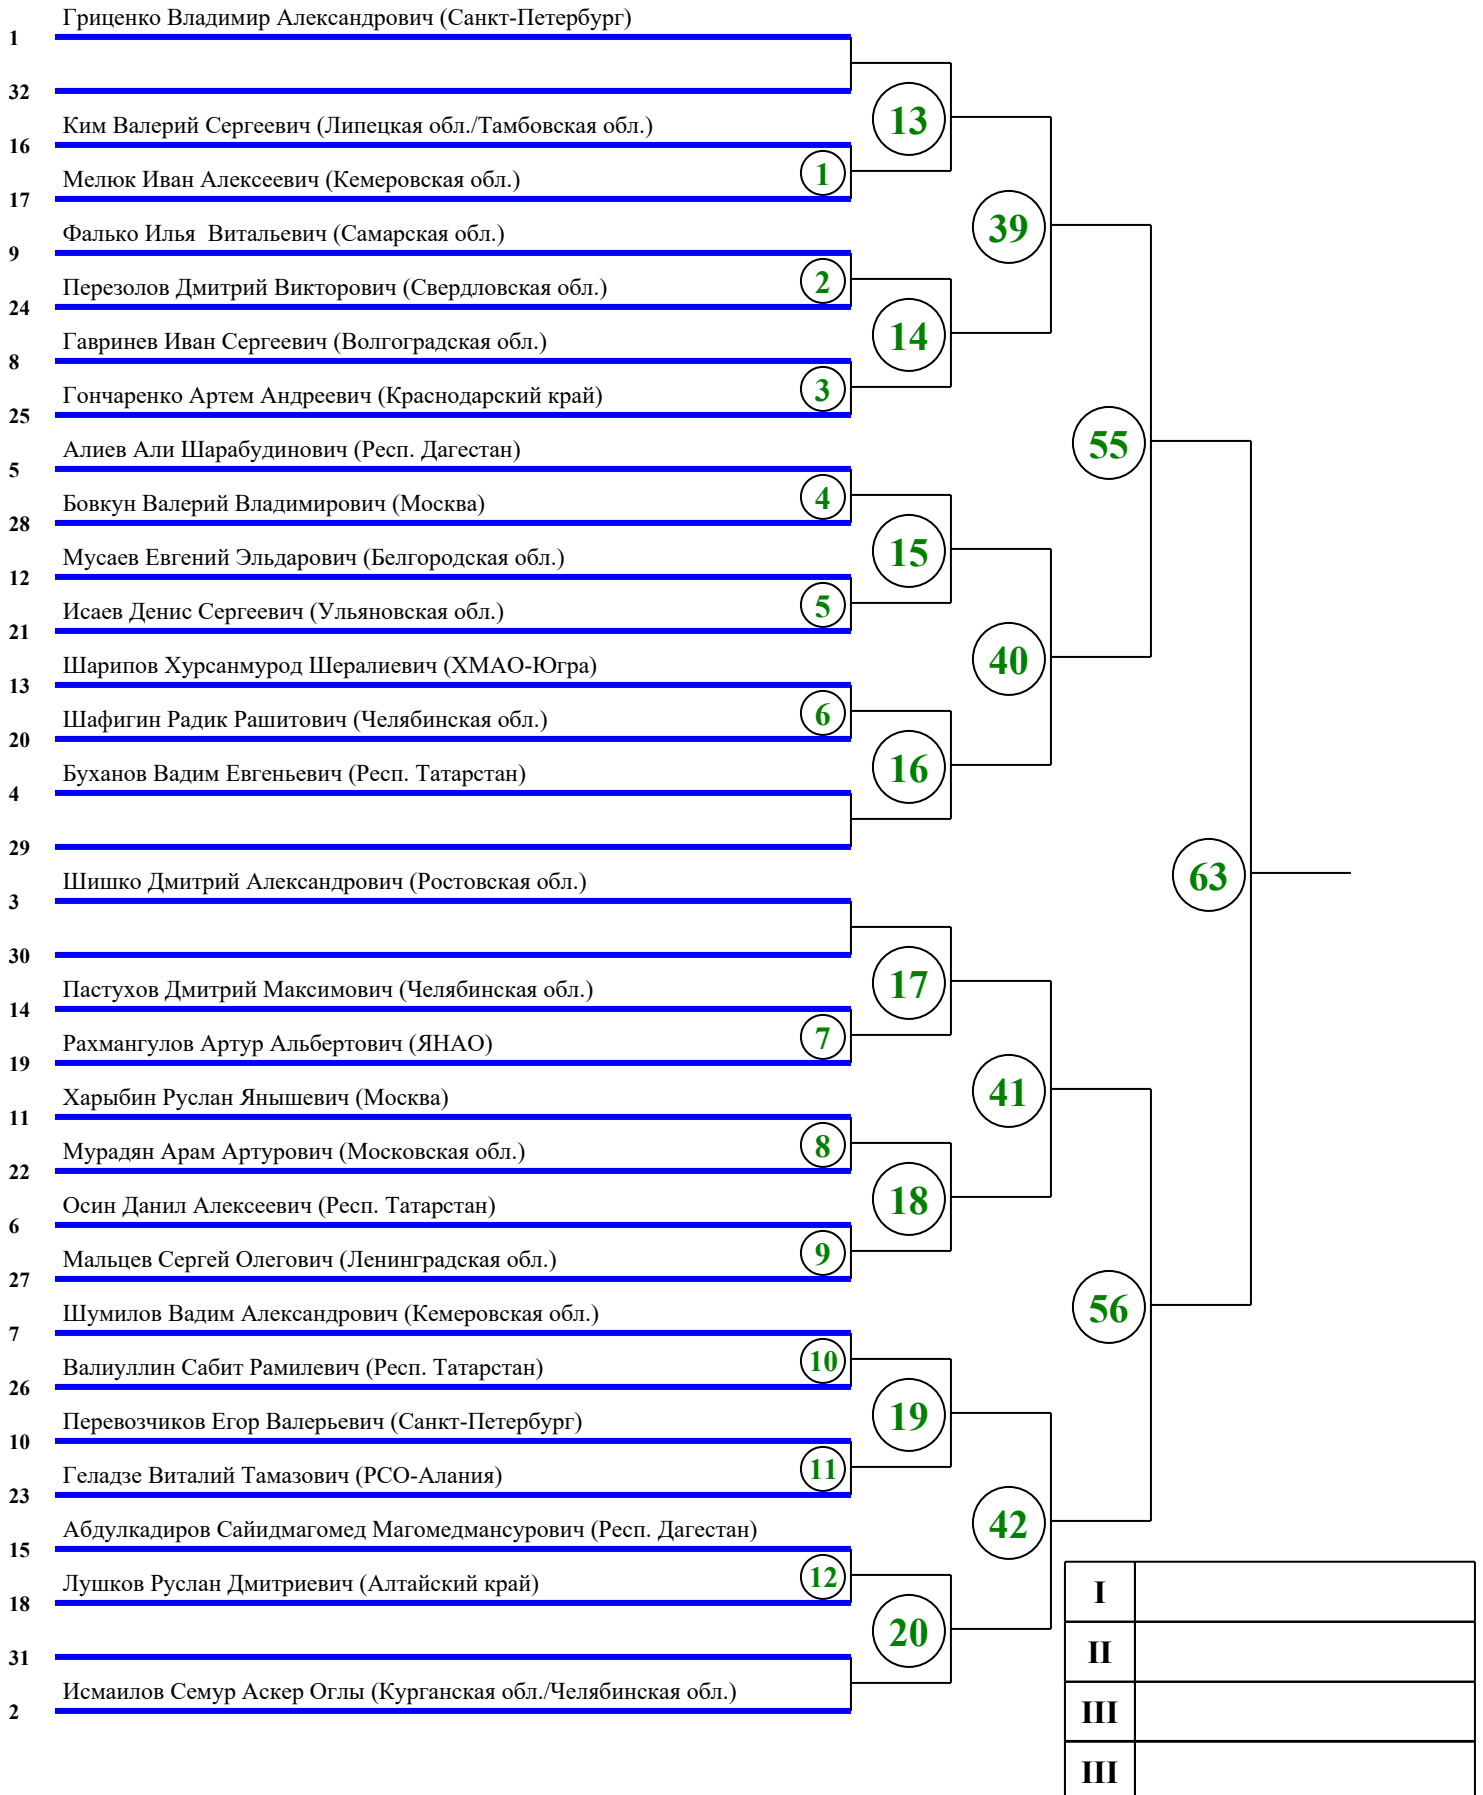 Гриценко Владимир Александрович (Санкт-Петербург)
1
32
13
Ким Валерий Сергеевич (Липецкая обл./Тамбовская обл.)
16
Мелюк Иван Алексеевич (Кемеровская обл.)
1
17
39
Фалько Илья  Витальевич (Самарская обл.)
9
Перезолов Дмитрий Викторович (Свердловская обл.)
2
24
14
Гавринев Иван Сергеевич (Волгоградская обл.)
8
Гончаренко Артем Андреевич (Краснодарский край)
3
25
55
Алиев Али Шарабудинович (Респ. Дагестан)
5
Бовкун Валерий Владимирович (Москва)
4
28
15
Мусаев Евгений Эльдарович (Белгородская обл.)
12
Исаев Денис Сергеевич (Ульяновская обл.)
5
21
40
Шарипов Хурсанмурод Шералиевич (ХМАО-Югра)
13
Шафигин Радик Рашитович (Челябинская обл.)
6
20
16
Буханов Вадим Евгеньевич (Респ. Татарстан)
4
29
63
Шишко Дмитрий Александрович (Ростовская обл.)
3
30
17
Пастухов Дмитрий Максимович (Челябинская обл.)
14
Рахмангулов Артур Альбертович (ЯНАО)
7
19
41
Харыбин Руслан Янышевич (Москва)
11
Мурадян Арам Артурович (Московская обл.)
8
22
18
Осин Данил Алексеевич (Респ. Татарстан)
6
Мальцев Сергей Олегович (Ленинградская обл.)
9
27
56
Шумилов Вадим Александрович (Кемеровская обл.)
7
Валиуллин Сабит Рамилевич (Респ. Татарстан)
10
26
19
Перевозчиков Егор Валерьевич (Санкт-Петербург)
10
Геладзе Виталий Тамазович (РСО-Алания)
11
23
42
Абдулкадиров Сайидмагомед Магомедмансурович (Респ. Дагестан)
15
Лушков Руслан Дмитриевич (Алтайский край)
12
18
20
31
Исмаилов Семур Аскер Оглы (Курганская обл./Челябинская обл.)
2
I
II
III
III